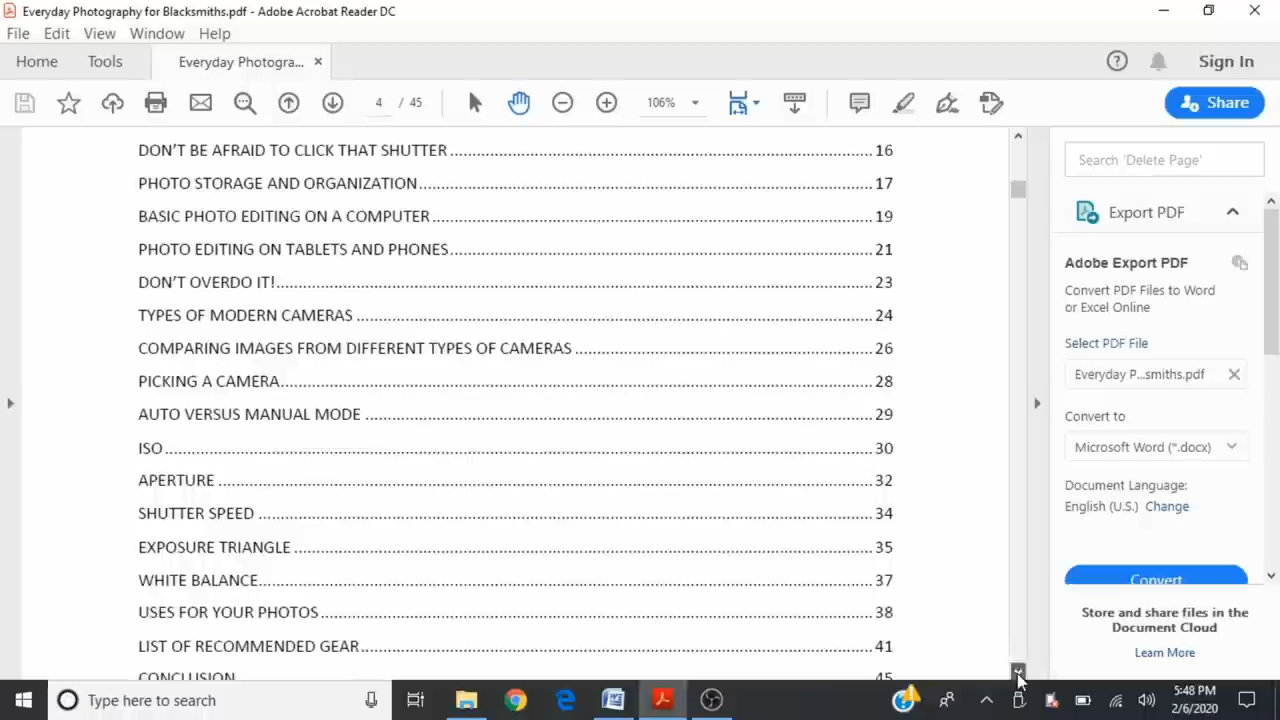 Everyday Photography for Blacksmiths.pdf - Adobe Acrobat Reader DC
File Edit View Window Help
Home Tools Everyday Photogra... × Sign In
4 / 45 106% Share
DON'T BE AFRAID TO CLICK THAT SHUTTER 16
PHOTO STORAGE AND ORGANIZATION 17
BASIC PHOTO EDITING ON A COMPUTER 19
PHOTO EDITING ON TABLETS AND PHONES 21
DON'T OVERDO IT! 23
TYPES OF MODERN CAMERAS 24
COMPARING IMAGES FROM DIFFERENT TYPES OF CAMERAS 26
PICKING A CAMERA 28
AUTO VERSUS MANUAL MODE 29
ISO 30
APERTURE 32
SHUTTER SPEED 34
EXPOSURE TRIANGLE 35
WHITE BALANCE 37
USES FOR YOUR PHOTOS 38
LIST OF RECOMMENDED GEAR 41
CONCLUSION 45
Search 'Delete Page'
Export PDF
Adobe Export PDF
Convert PDF Files to Word
or Excel Online
Select PDF File
Everyday P...smiths.pdf
Convert to
Microsoft Word (*.docx)
Document Language:
English (U.S.) Change
Convert
Store and share files in the
Document Cloud
Learn More
Type here to search
5:48 PM
2/6/2020